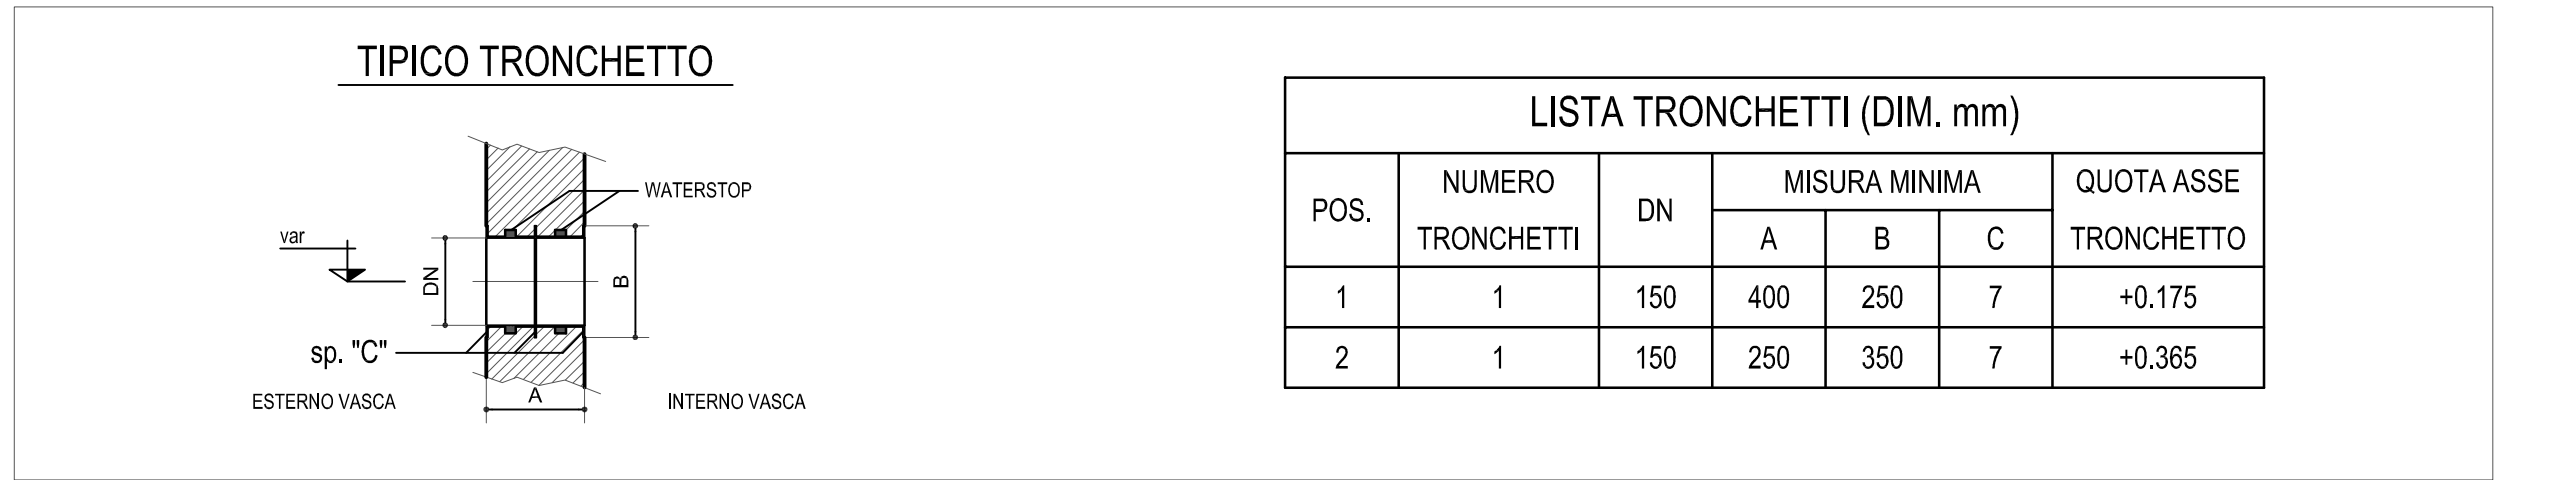 TIPICO TRONCHETTO
WATERSTOP
var
DN
B
sp. "C"
A
ESTERNO VASCA
INTERNO VASCA
LISTA TRONCHETTI (DIM. mm)
POS. NUMERO TRONCHETTI DN MISURA MINIMA QUOTA ASSE TRONCHETTO
A B C
1 1 150 400 250 7 +0.175
2 1 150 250 350 7 +0.365